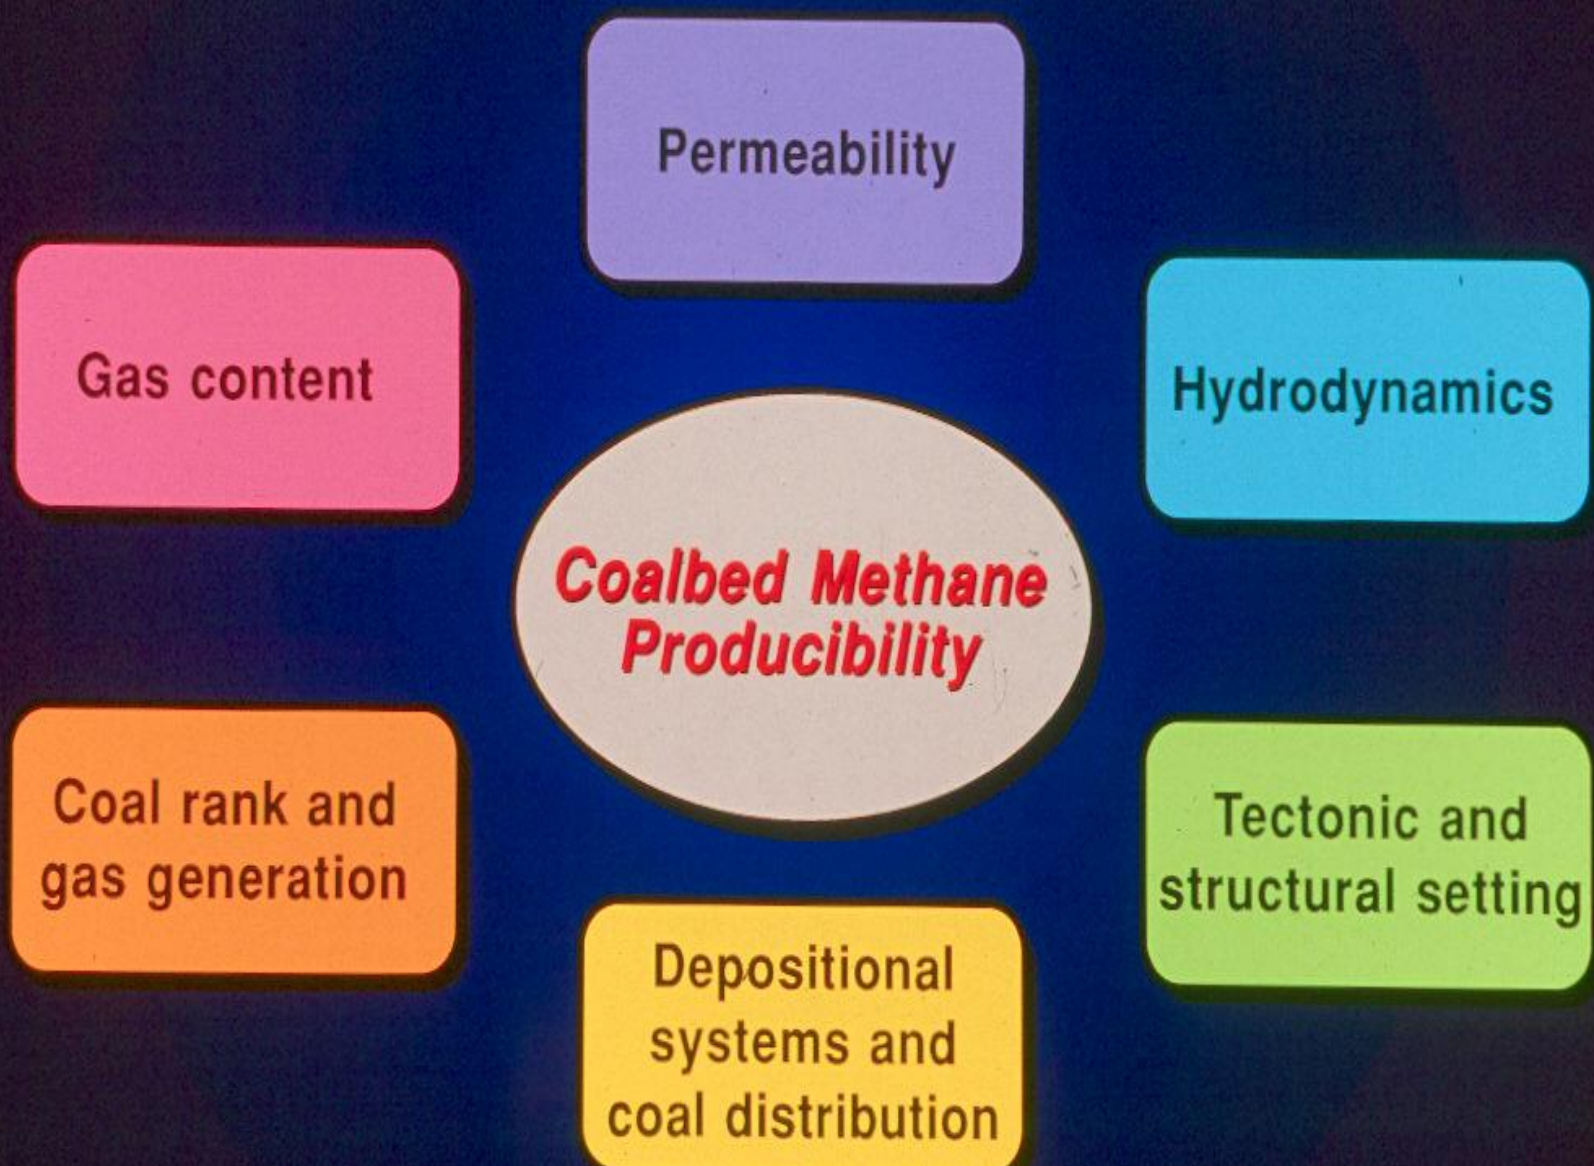 Permeability
Gas content
Hydrodynamics
Coalbed Methane
Producibility
Coal rank and
gas generation
Tectonic and
structural setting
Depositional
systems and
coal distribution